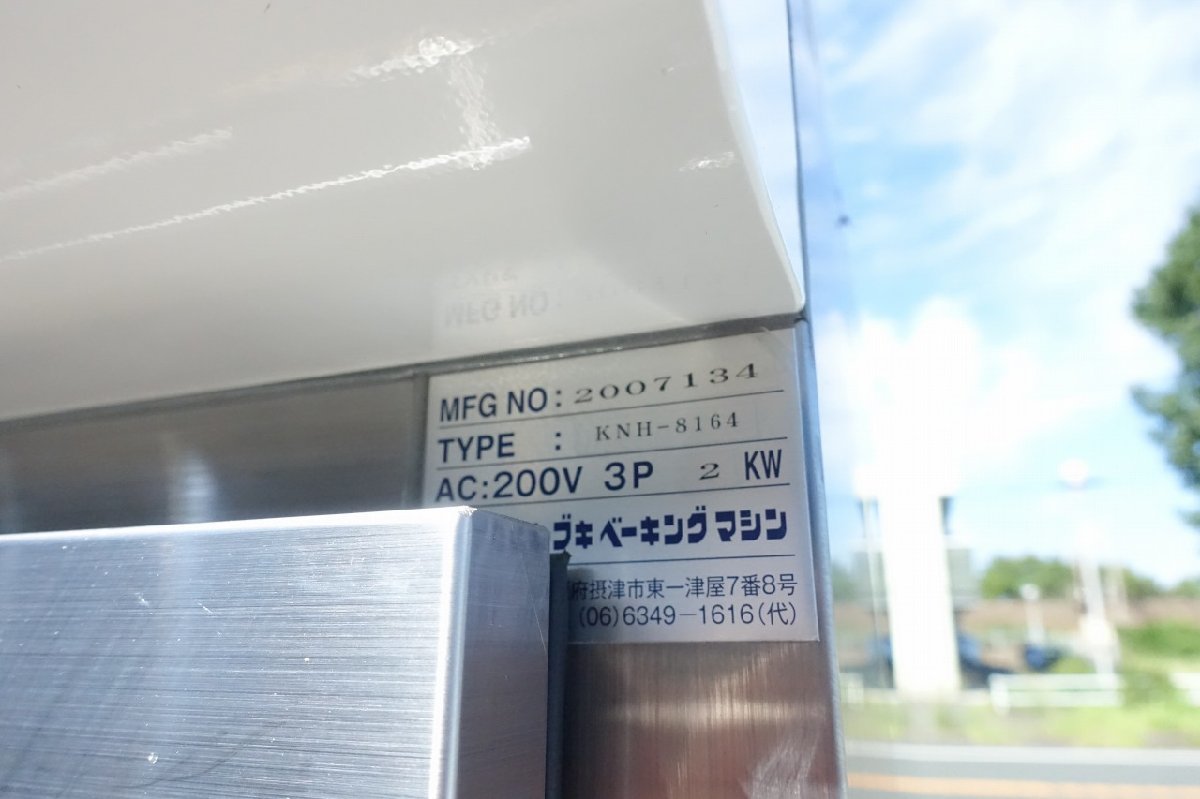 MFG NO: 2007134
TYPE : KNH-8164
AC:200V 3P 2 KW
ブキ ベーキングマシン
府摂津市東一津屋7番8号
(06)6349-1616(代)